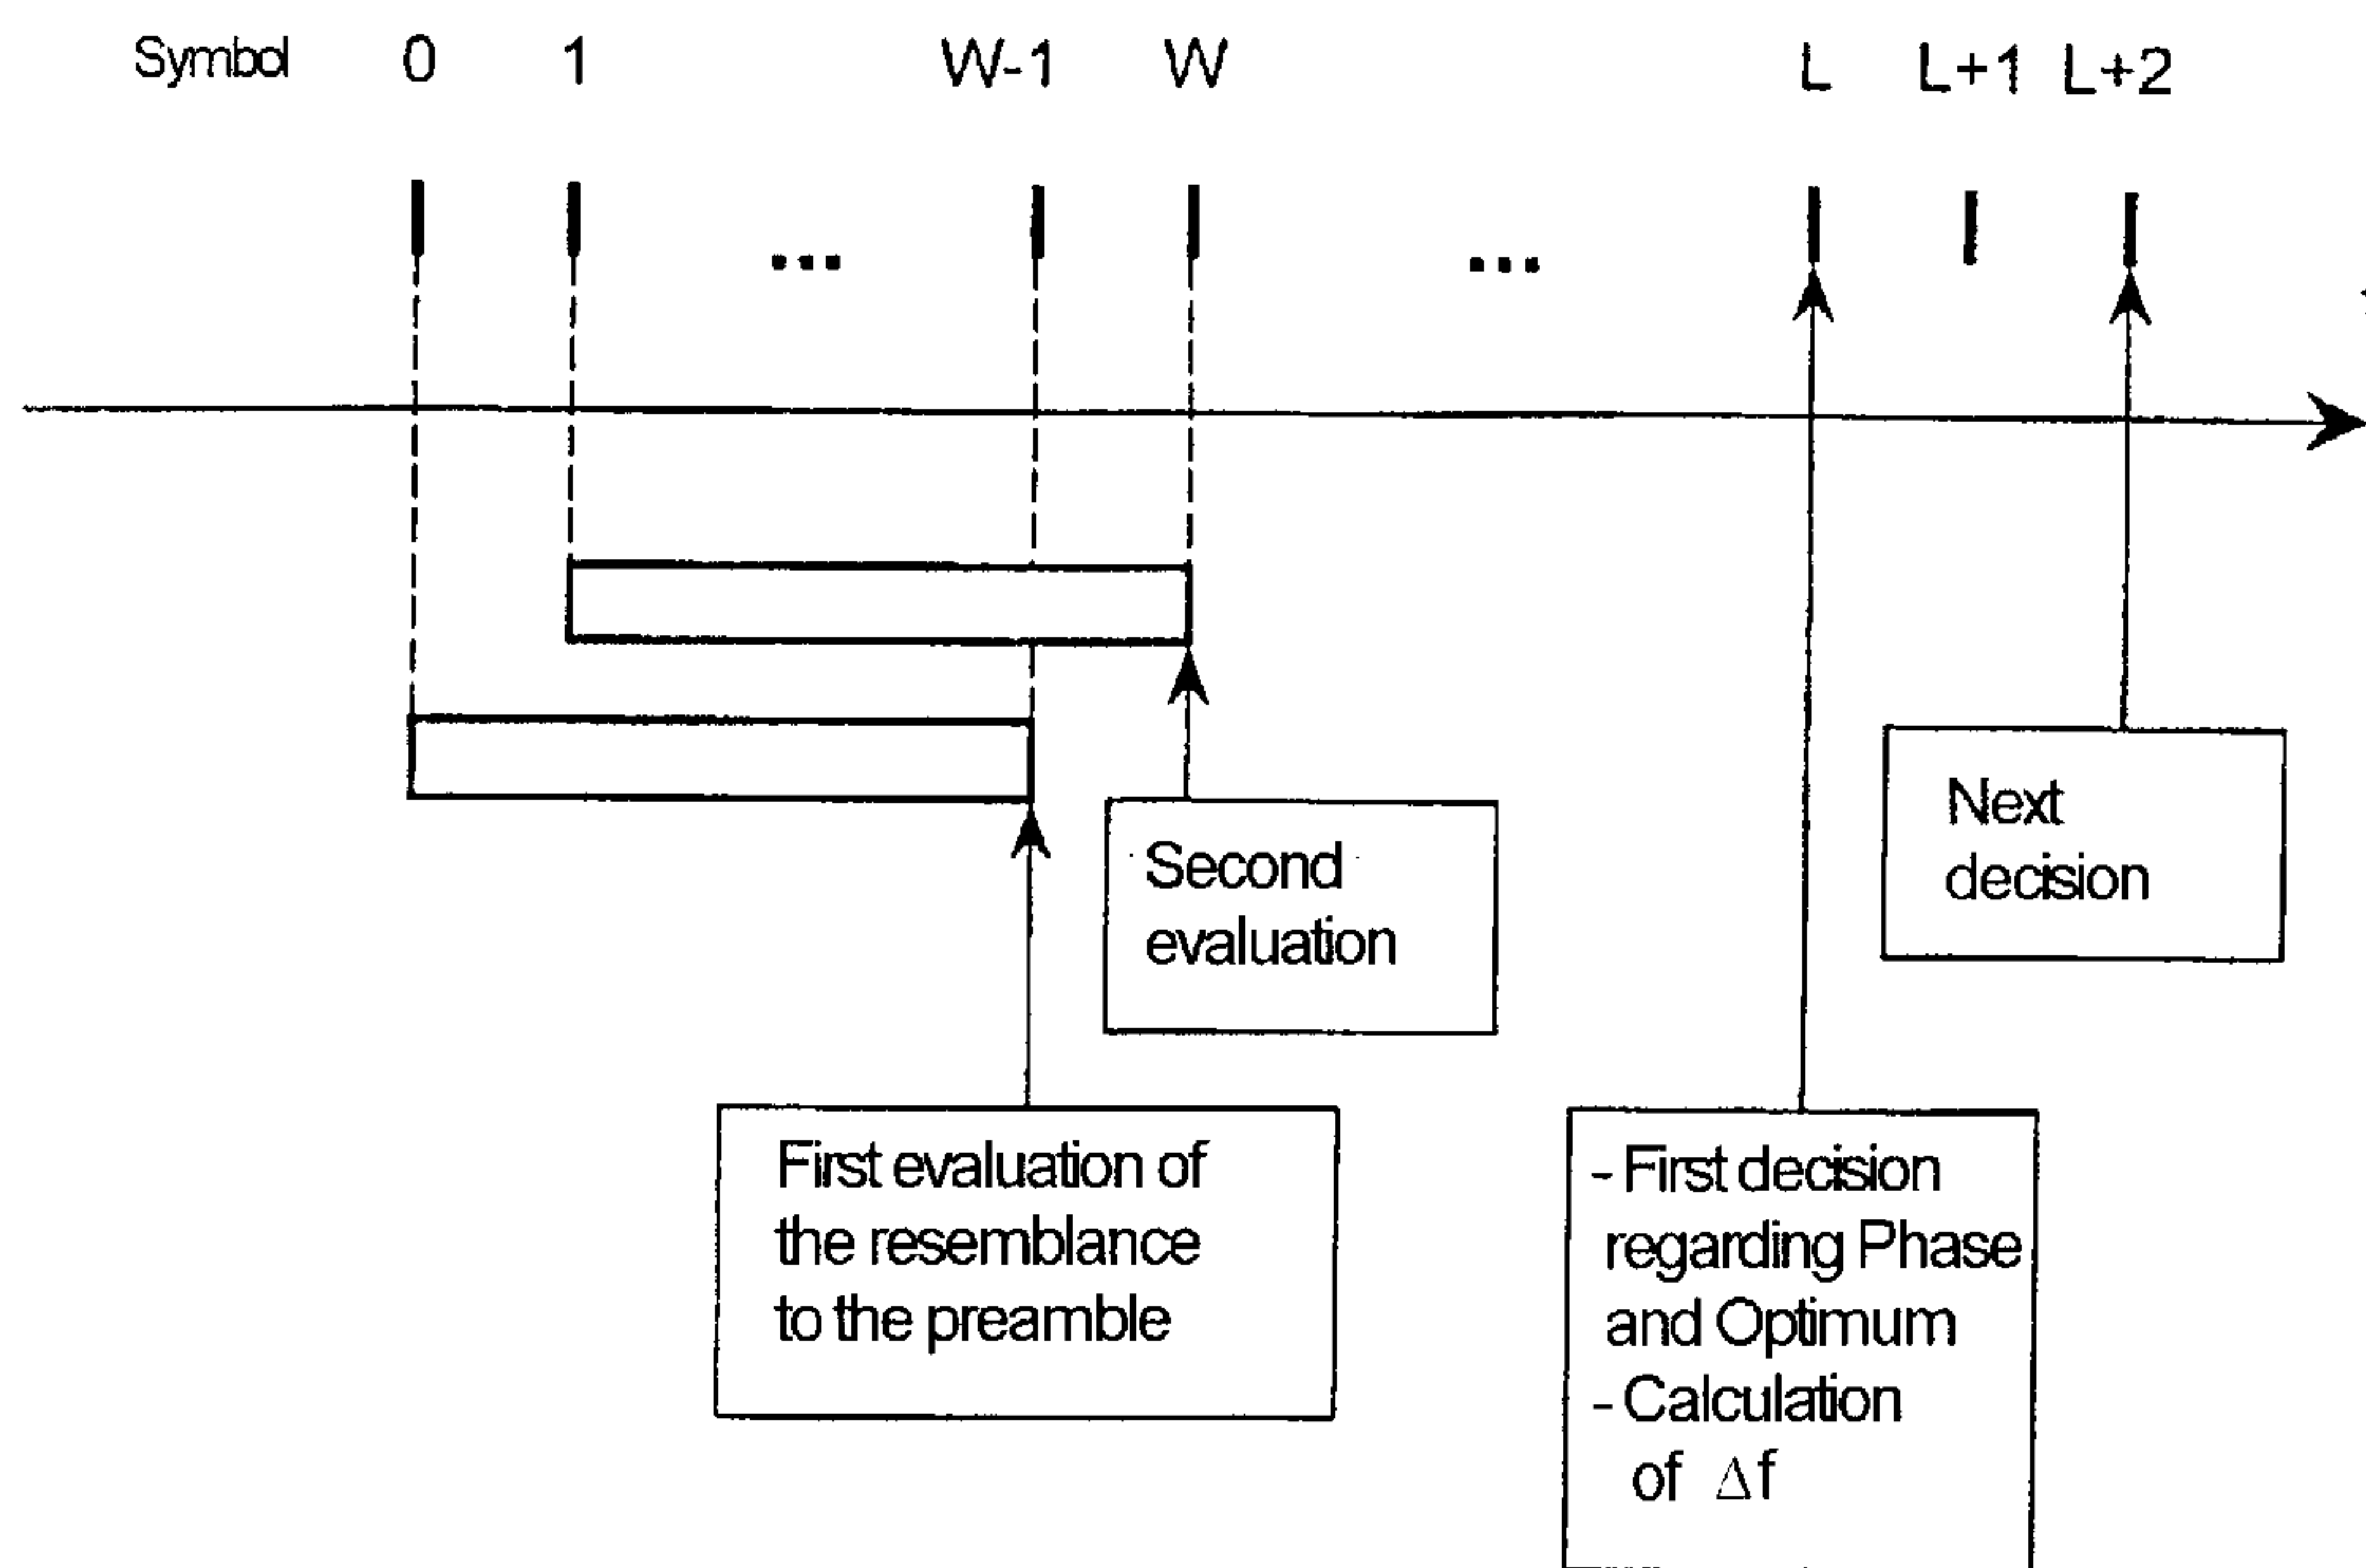 Symbol 0 1 W-1 W L L+1 L+2
... ...
Second
evaluation
Next
decision
First evaluation of
the resemblance
to the preamble
- First decision
regarding Phase
and Optimum
- Calculation
of Δf